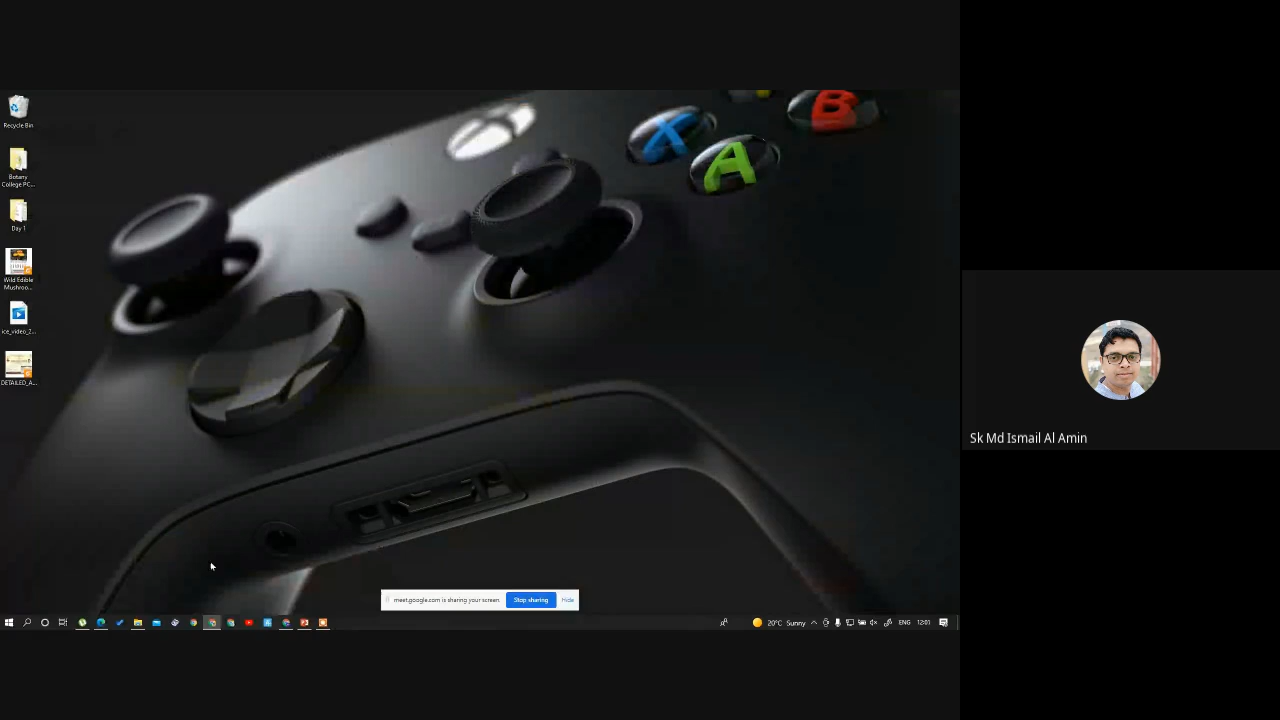 Recycle Bin
Botany
College PC...
Day 1
Wild Edible
Mushroo...
ice_video_2...
DETAILED_A...
X
A
B
Sk Md Ismail Al Amin
meet.google.com is sharing your screen.
Stop sharing
Hide
20°C Sunny
ENG
12:01